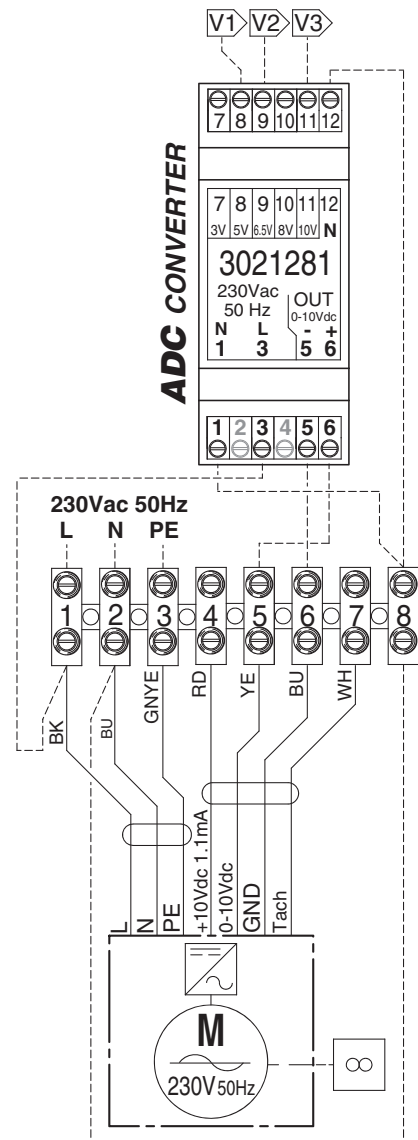 V1 V2 V3
7 8 9 10 11 12
ADC CONVERTER
7 8 9 10 11 12
3V 5V 6.5V 8V 10V N
3021281
230Vac
50 Hz
OUT
0-10Vdc
N L - +
1 3 5 6
1 2 3 4 5 6
230Vac 50Hz
L N PE
1 2 3 4 5 6 7 8
BK BU GNYE RD YE BU WH
L N PE +10Vdc 1.1mA 0-10Vdc GND Tach
M
230V 50Hz
8